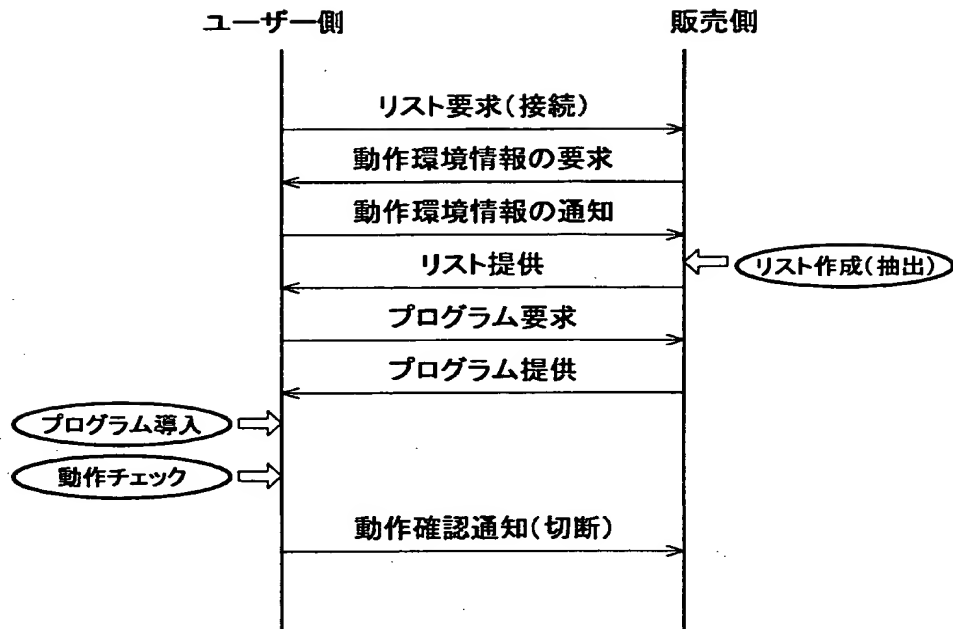 ユーザー側
販売側
リスト要求(接続)
動作環境情報の要求
動作環境情報の通知
リスト提供
リスト作成(抽出)
プログラム要求
プログラム提供
プログラム導入
動作チェック
動作確認通知(切断)